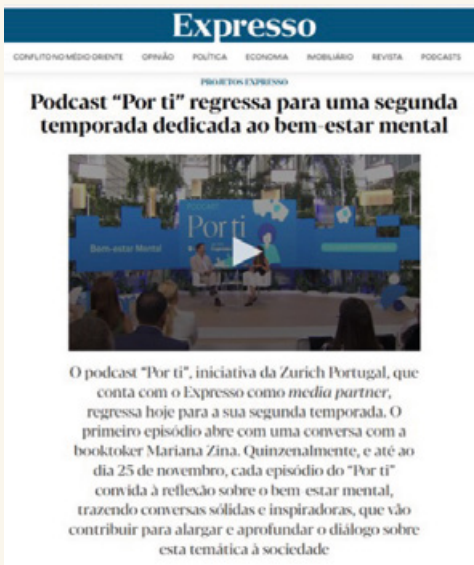 Expresso
CONFLITO NO MÉDIO ORIENTE OPINIÃO POLÍTICA ECONOMIA IMOBILIÁRIO REVISTA PODCASTS
PROJETOS EXPRESSO
Podcast “Por ti” regressa para uma segunda
temporada dedicada ao bem-estar mental
PODCAST
Por ti
Bem-estar Mental
O podcast “Por ti”, iniciativa da Zurich Portugal, que
conta com o Expresso como media partner,
regressa hoje para a sua segunda temporada. O
primeiro episódio abre com uma conversa com a
booktoker Mariana Zina. Quinzenalmente, e até ao
dia 25 de novembro, cada episódio do “Por ti”
convida à reflexão sobre o bem-estar mental,
trazendo conversas sólidas e inspiradoras, que vão
contribuir para alargar e aprofundar o diálogo sobre
esta temática à sociedade